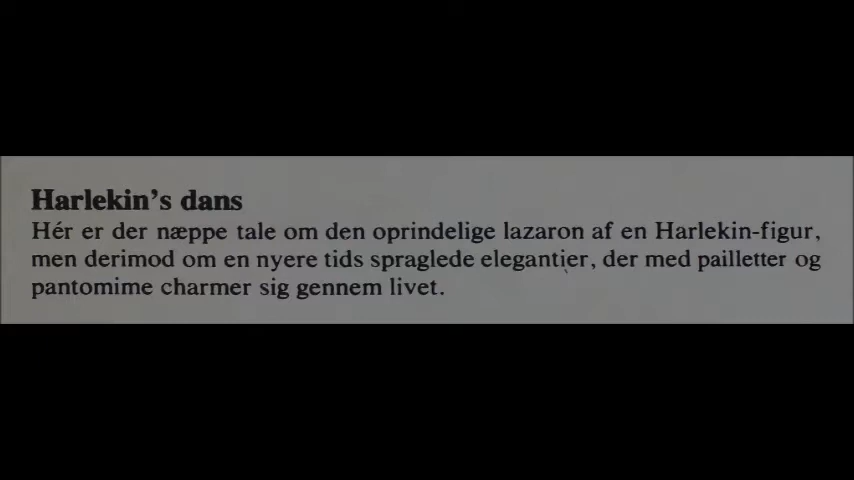 Harlekin's dans
Hér er der næppe tale om den oprindelige lazaron af en Harlekin-figur,
men derimod om en nyere tids spraglede elegantier, der med pailletter og
pantomime charmer sig gennem livet.